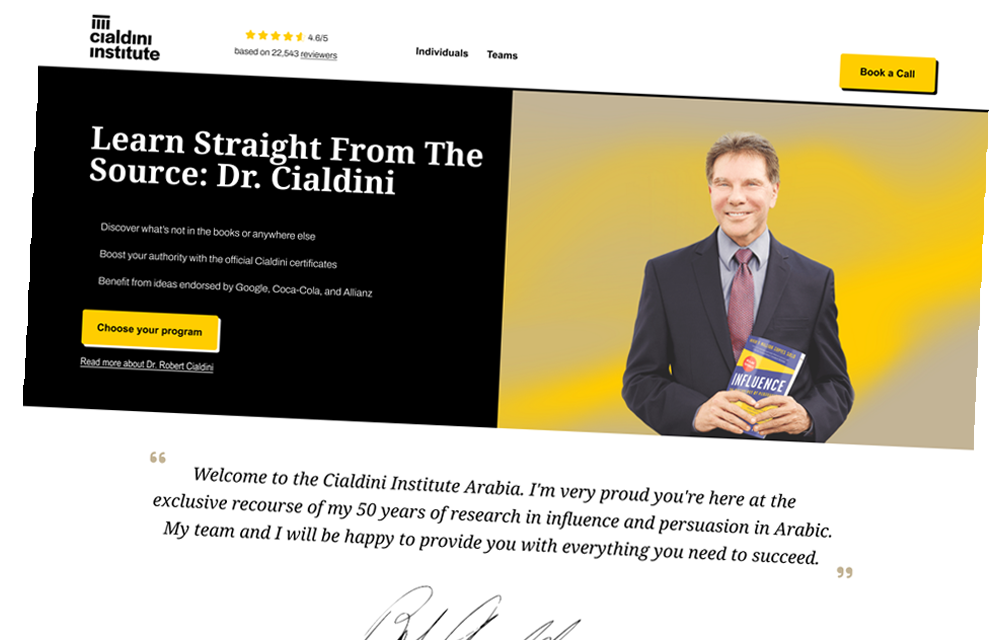 cialdini
institute
4.6/5
based on 22,543 reviewers
Individuals
Teams
Book a Call
Learn Straight From The
Source: Dr. Cialdini
Discover what's not in the books or anywhere else
Boost your authority with the official Cialdini certificates
Benefit from ideas endorsed by Google, Coca-Cola, and Allianz
Choose your program
Read more about Dr. Robert Cialdini
INFLUENCE
“ Welcome to the Cialdini Institute Arabia. I'm very proud you're here at the
exclusive recourse of my 50 years of research in influence and persuasion in Arabic.
My team and I will be happy to provide you with everything you need to succeed. ”